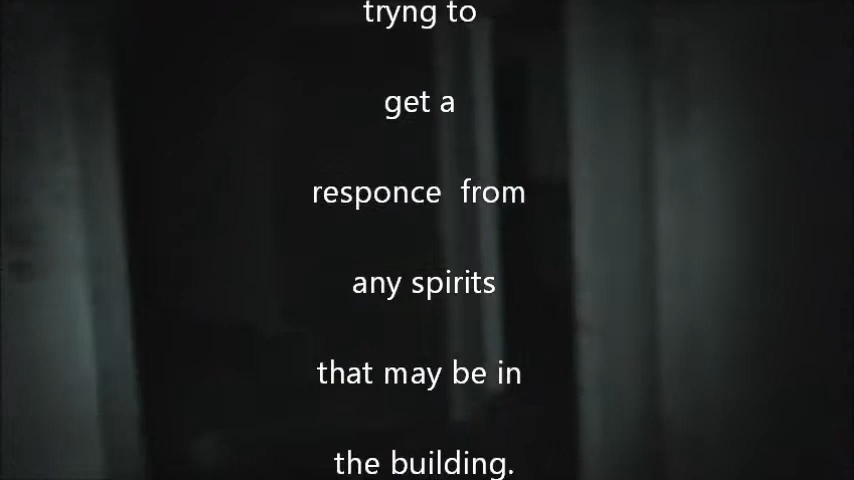 tryng to
get a
responce  from
any spirits
that may be in
the building.